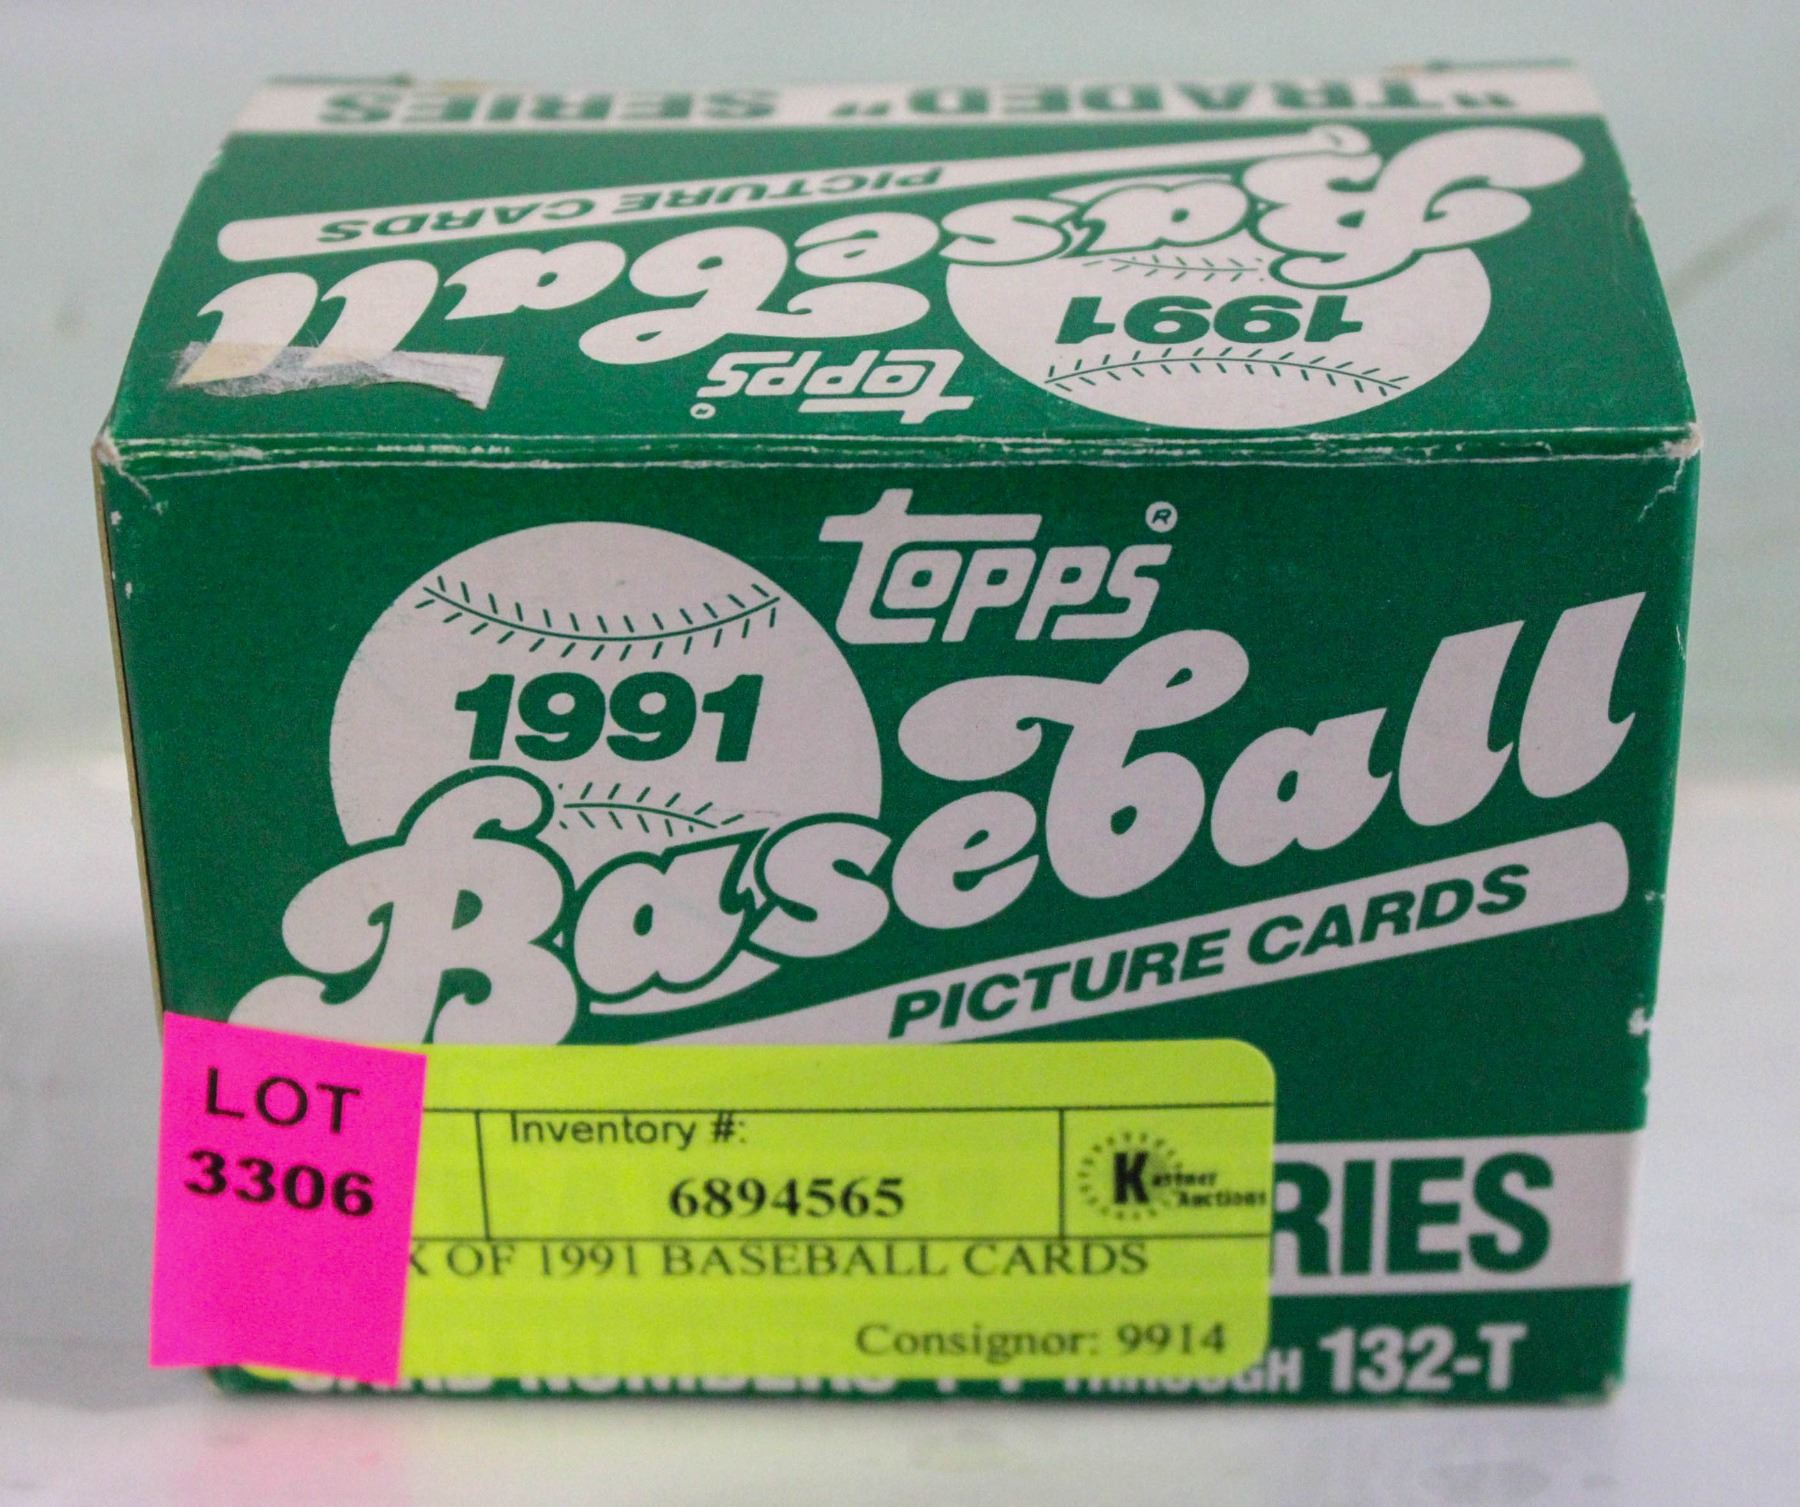 "TRADED" SERIES
PICTURE CARDS
Baseball
1991
topps
topps®
1991
Baseball
PICTURE CARDS
LOT
3306
Inventory #:
6894565
OF 1991 BASEBALL CARDS
Consignor: 9914
RIES
132-T